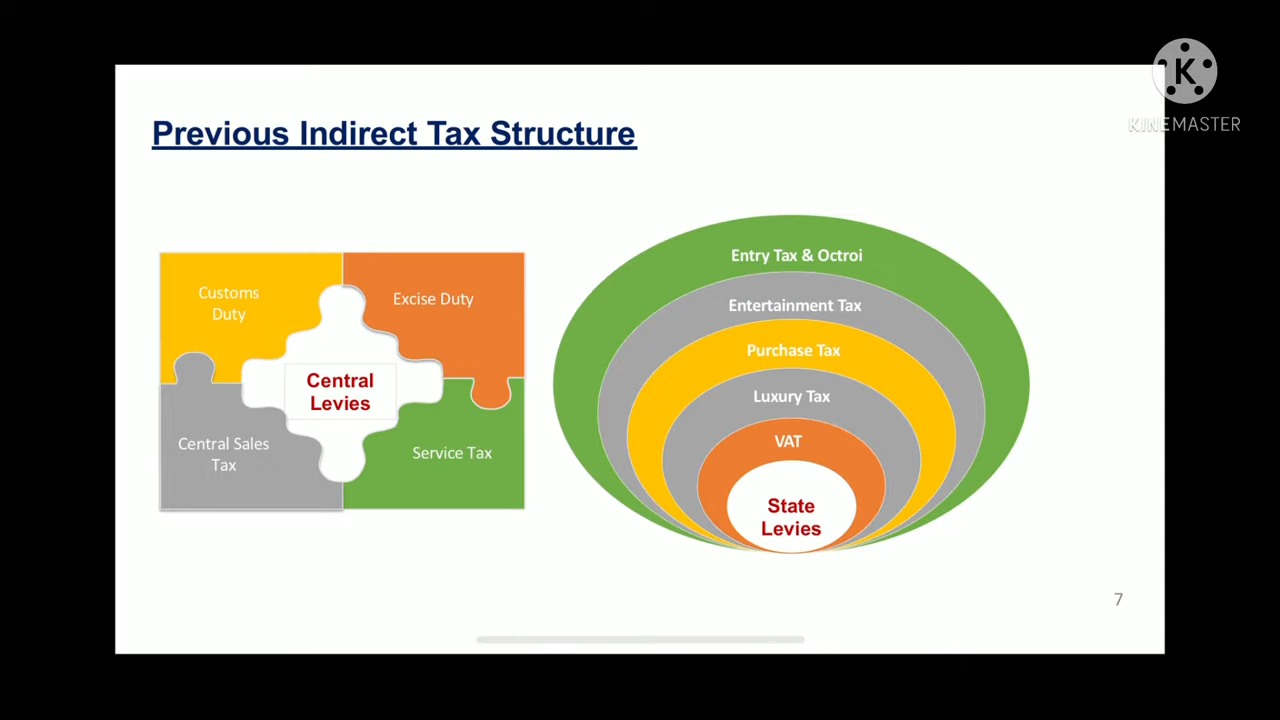 K
KINEMASTER
Previous Indirect Tax Structure
Customs
Duty
Excise Duty
Central
Levies
Central Sales
Tax
Service Tax
Entry Tax & Octroi
Entertainment Tax
Purchase Tax
Luxury Tax
VAT
State
Levies
7